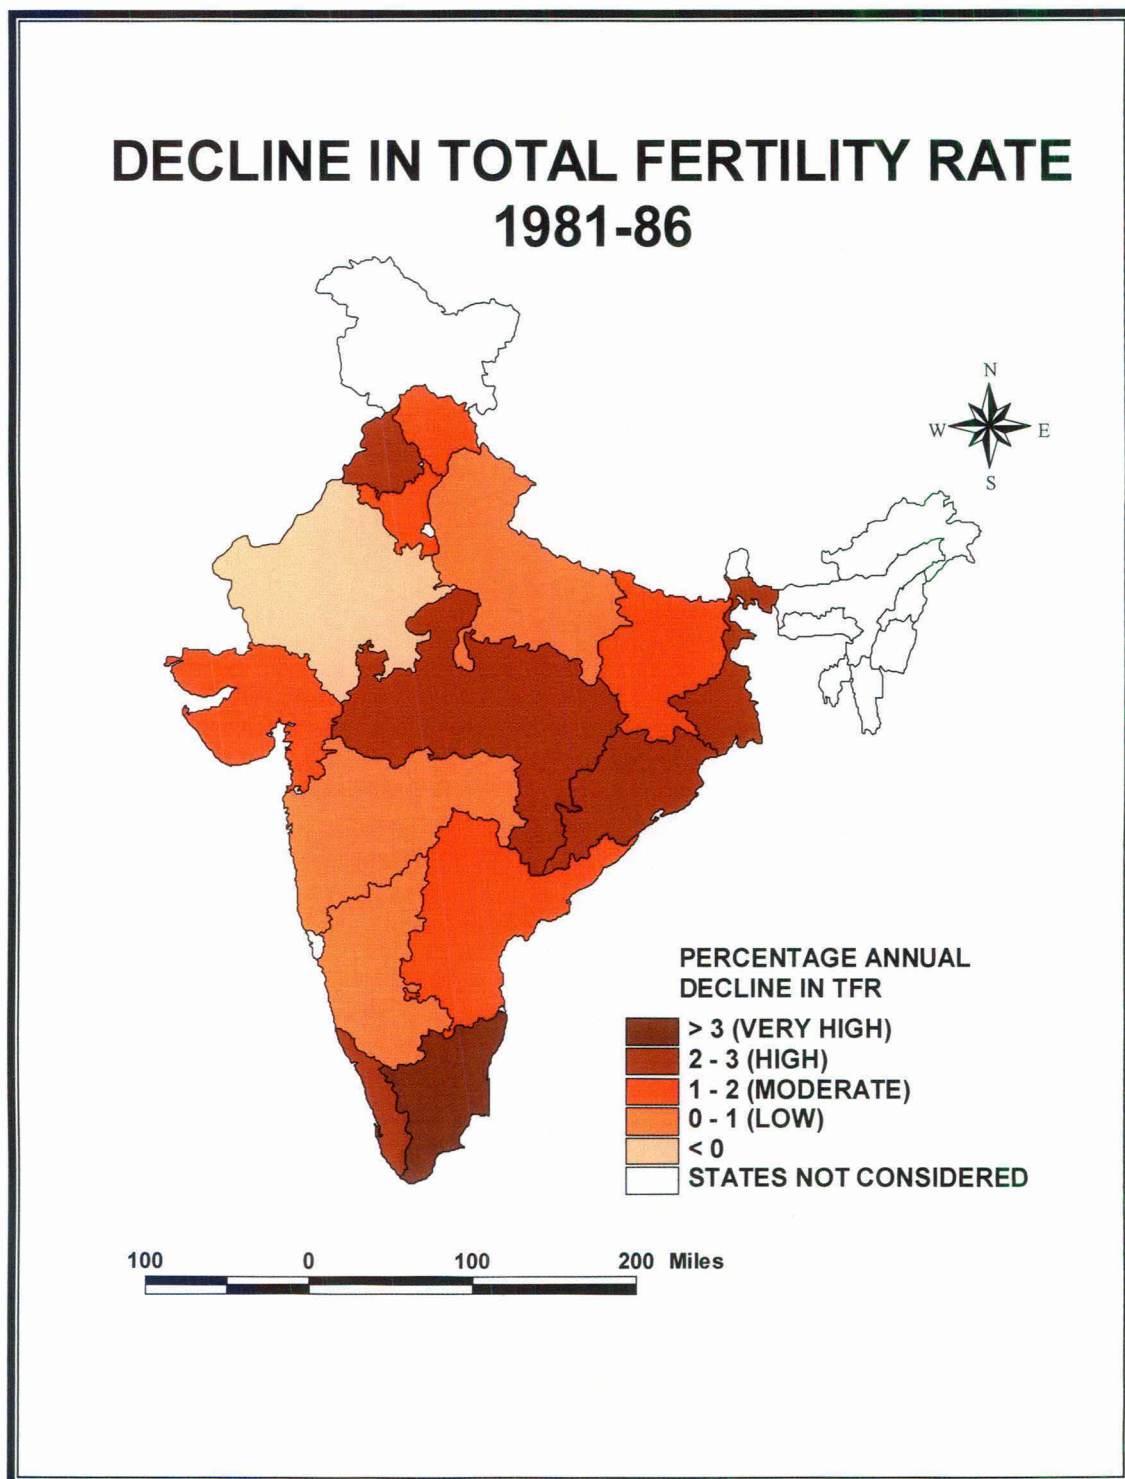 DECLINE IN TOTAL FERTILITY RATE
1981-86
N
W E
S
PERCENTAGE ANNUAL
DECLINE IN TFR
> 3 (VERY HIGH)
2 - 3 (HIGH)
1 - 2 (MODERATE)
0 - 1 (LOW)
< 0
STATES NOT CONSIDERED
100 0 100 200 Miles